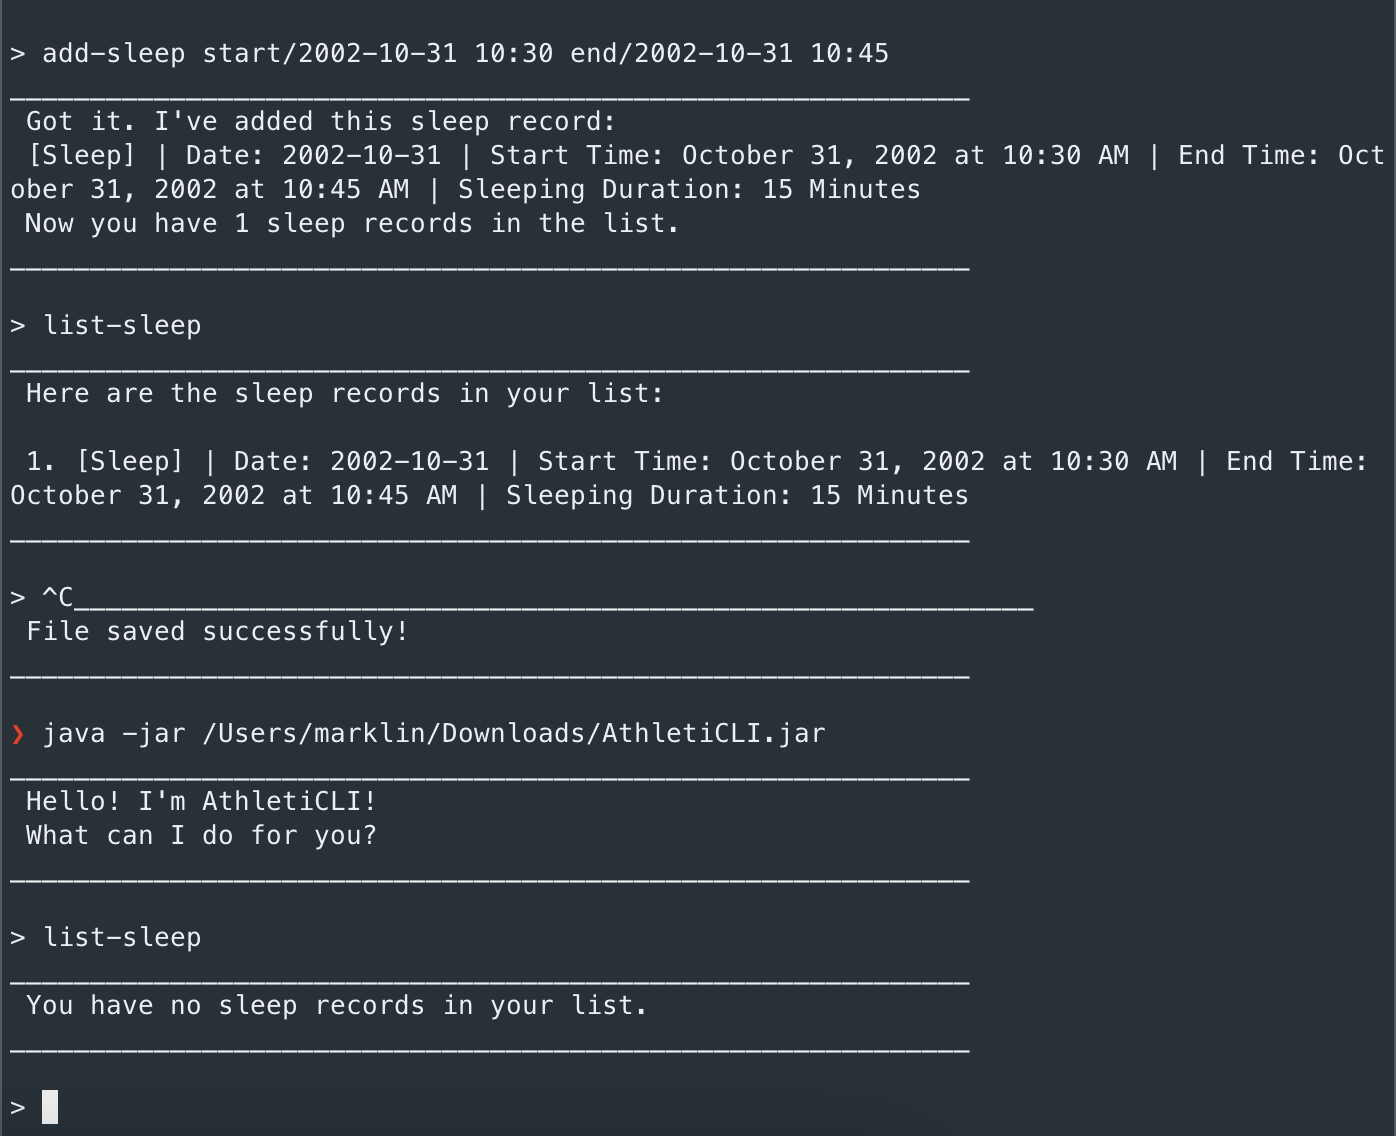 > add-sleep start/2002-10-31 10:30 end/2002-10-31 10:45
____________________________________________________________
 Got it. I've added this sleep record:
 [Sleep] | Date: 2002-10-31 | Start Time: October 31, 2002 at 10:30 AM | End Time: Oct
ober 31, 2002 at 10:45 AM | Sleeping Duration: 15 Minutes
 Now you have 1 sleep records in the list.
____________________________________________________________
> list-sleep
____________________________________________________________
 Here are the sleep records in your list:
 1. [Sleep] | Date: 2002-10-31 | Start Time: October 31, 2002 at 10:30 AM | End Time:
October 31, 2002 at 10:45 AM | Sleeping Duration: 15 Minutes
____________________________________________________________
> ^C____________________________________________________________
 File saved successfully!
____________________________________________________________
❯ java -jar /Users/marklin/Downloads/AthletiCLI.jar
____________________________________________________________
 Hello! I'm AthletiCLI!
 What can I do for you?
____________________________________________________________
> list-sleep
____________________________________________________________
 You have no sleep records in your list.
____________________________________________________________
>